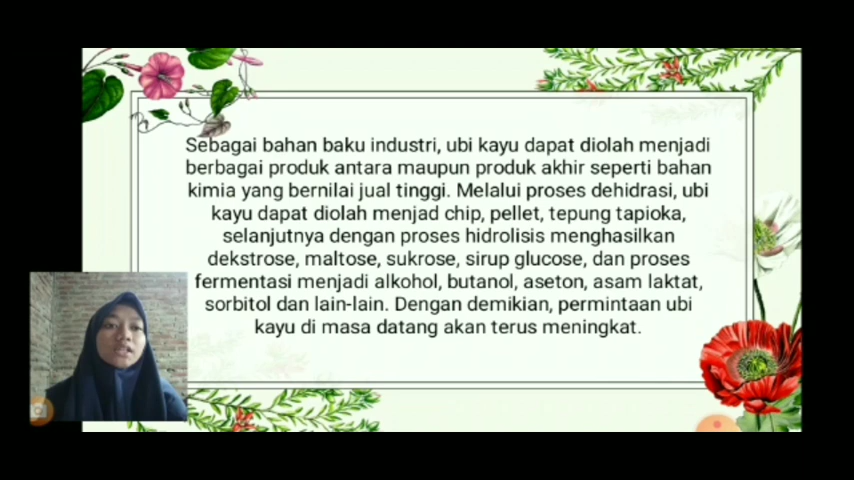 Sebagai bahan baku industri, ubi kayu dapat diolah menjadi
berbagai produk antara maupun produk akhir seperti bahan
kimia yang bernilai jual tinggi. Melalui proses dehidrasi, ubi
kayu dapat diolah menjad chip, pellet, tepung tapioka,
selanjutnya dengan proses hidrolisis menghasilkan
dekstrose, maltose, sukrose, sirup glucose, dan proses
fermentasi menjadi alkohol, butanol, aseton, asam laktat,
sorbitol dan lain-lain. Dengan demikian, permintaan ubi
kayu di masa datang akan terus meningkat.